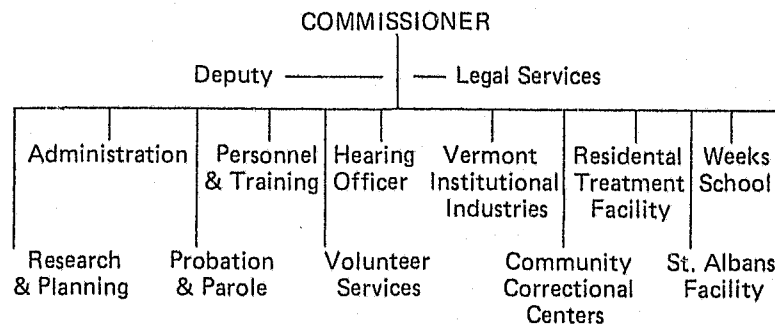 COMMISSIONER
Deputy
Legal Services
Administration
Personnel
& Training
Hearing
Officer
Vermont
Institutional
Industries
Residental
Treatment
Facility
Weeks
School
Research
& Planning
Probation
& Parole
Volunteer
Services
Community
Correctional
Centers
St. Albans
Facility